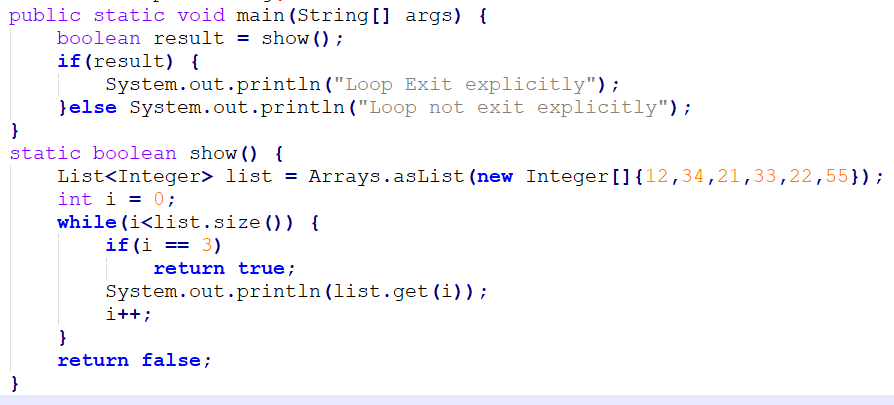 public static void main(String[] args) {
    boolean result = show();
    if(result) {
        System.out.println("Loop Exit explicitly");
    }else System.out.println("Loop not exit explicitly");
}
static boolean show() {
    List<Integer> list = Arrays.asList(new Integer[]{12,34,21,33,22,55});
    int i = 0;
    while(i<list.size()) {
        if(i == 3)
            return true;
        System.out.println(list.get(i));
        i++;
    }
    return false;
}